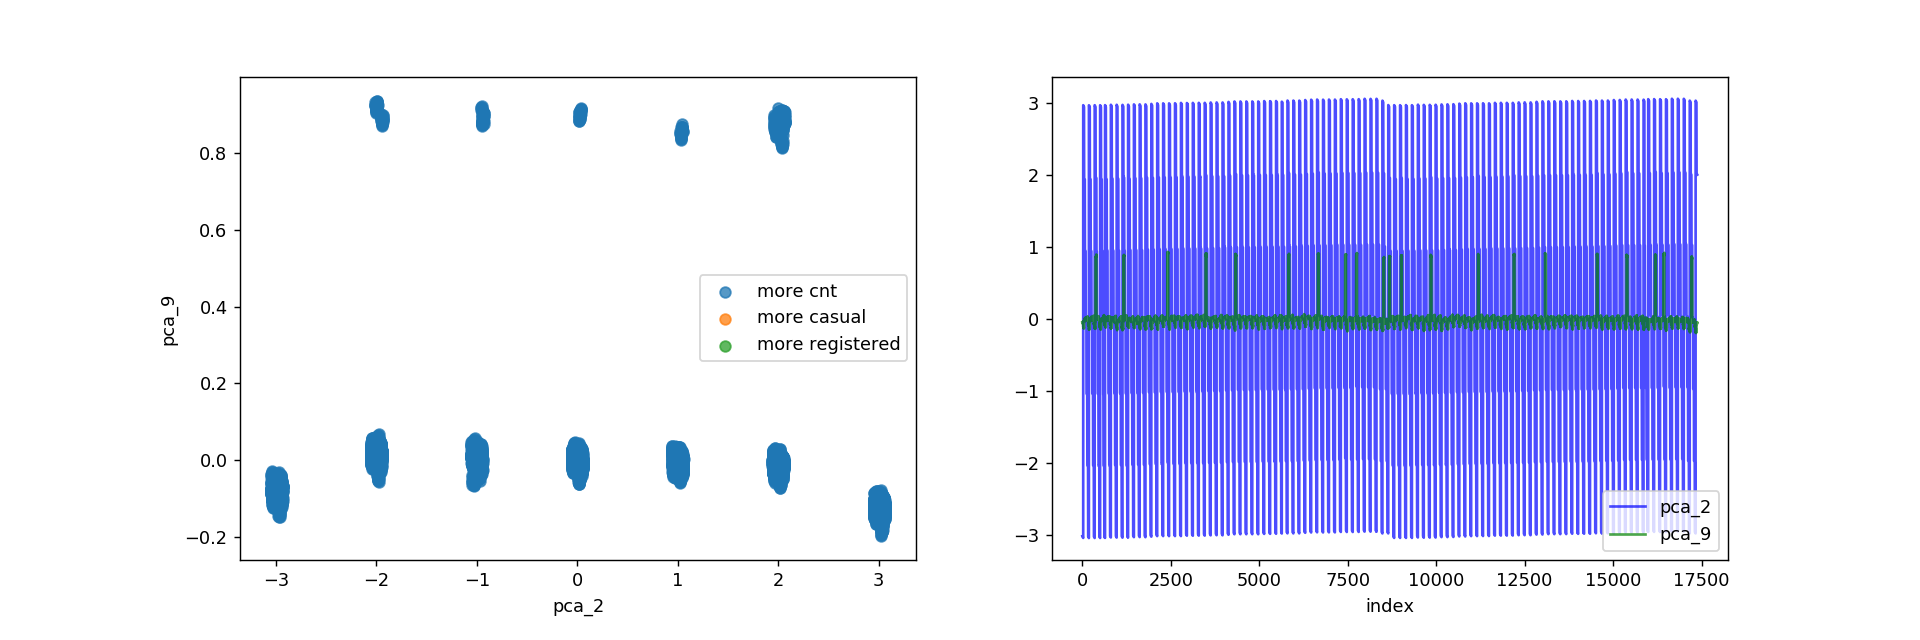 0.8
0.6
0.4
0.2
0.0
−0.2
pca_9
−3 −2 −1 0 1 2 3
pca_2
more cnt
more casual
more registered
3
2
1
0
−1
−2
−3
0 2500 5000 7500 10000 12500 15000 17500
index
pca_2
pca_9